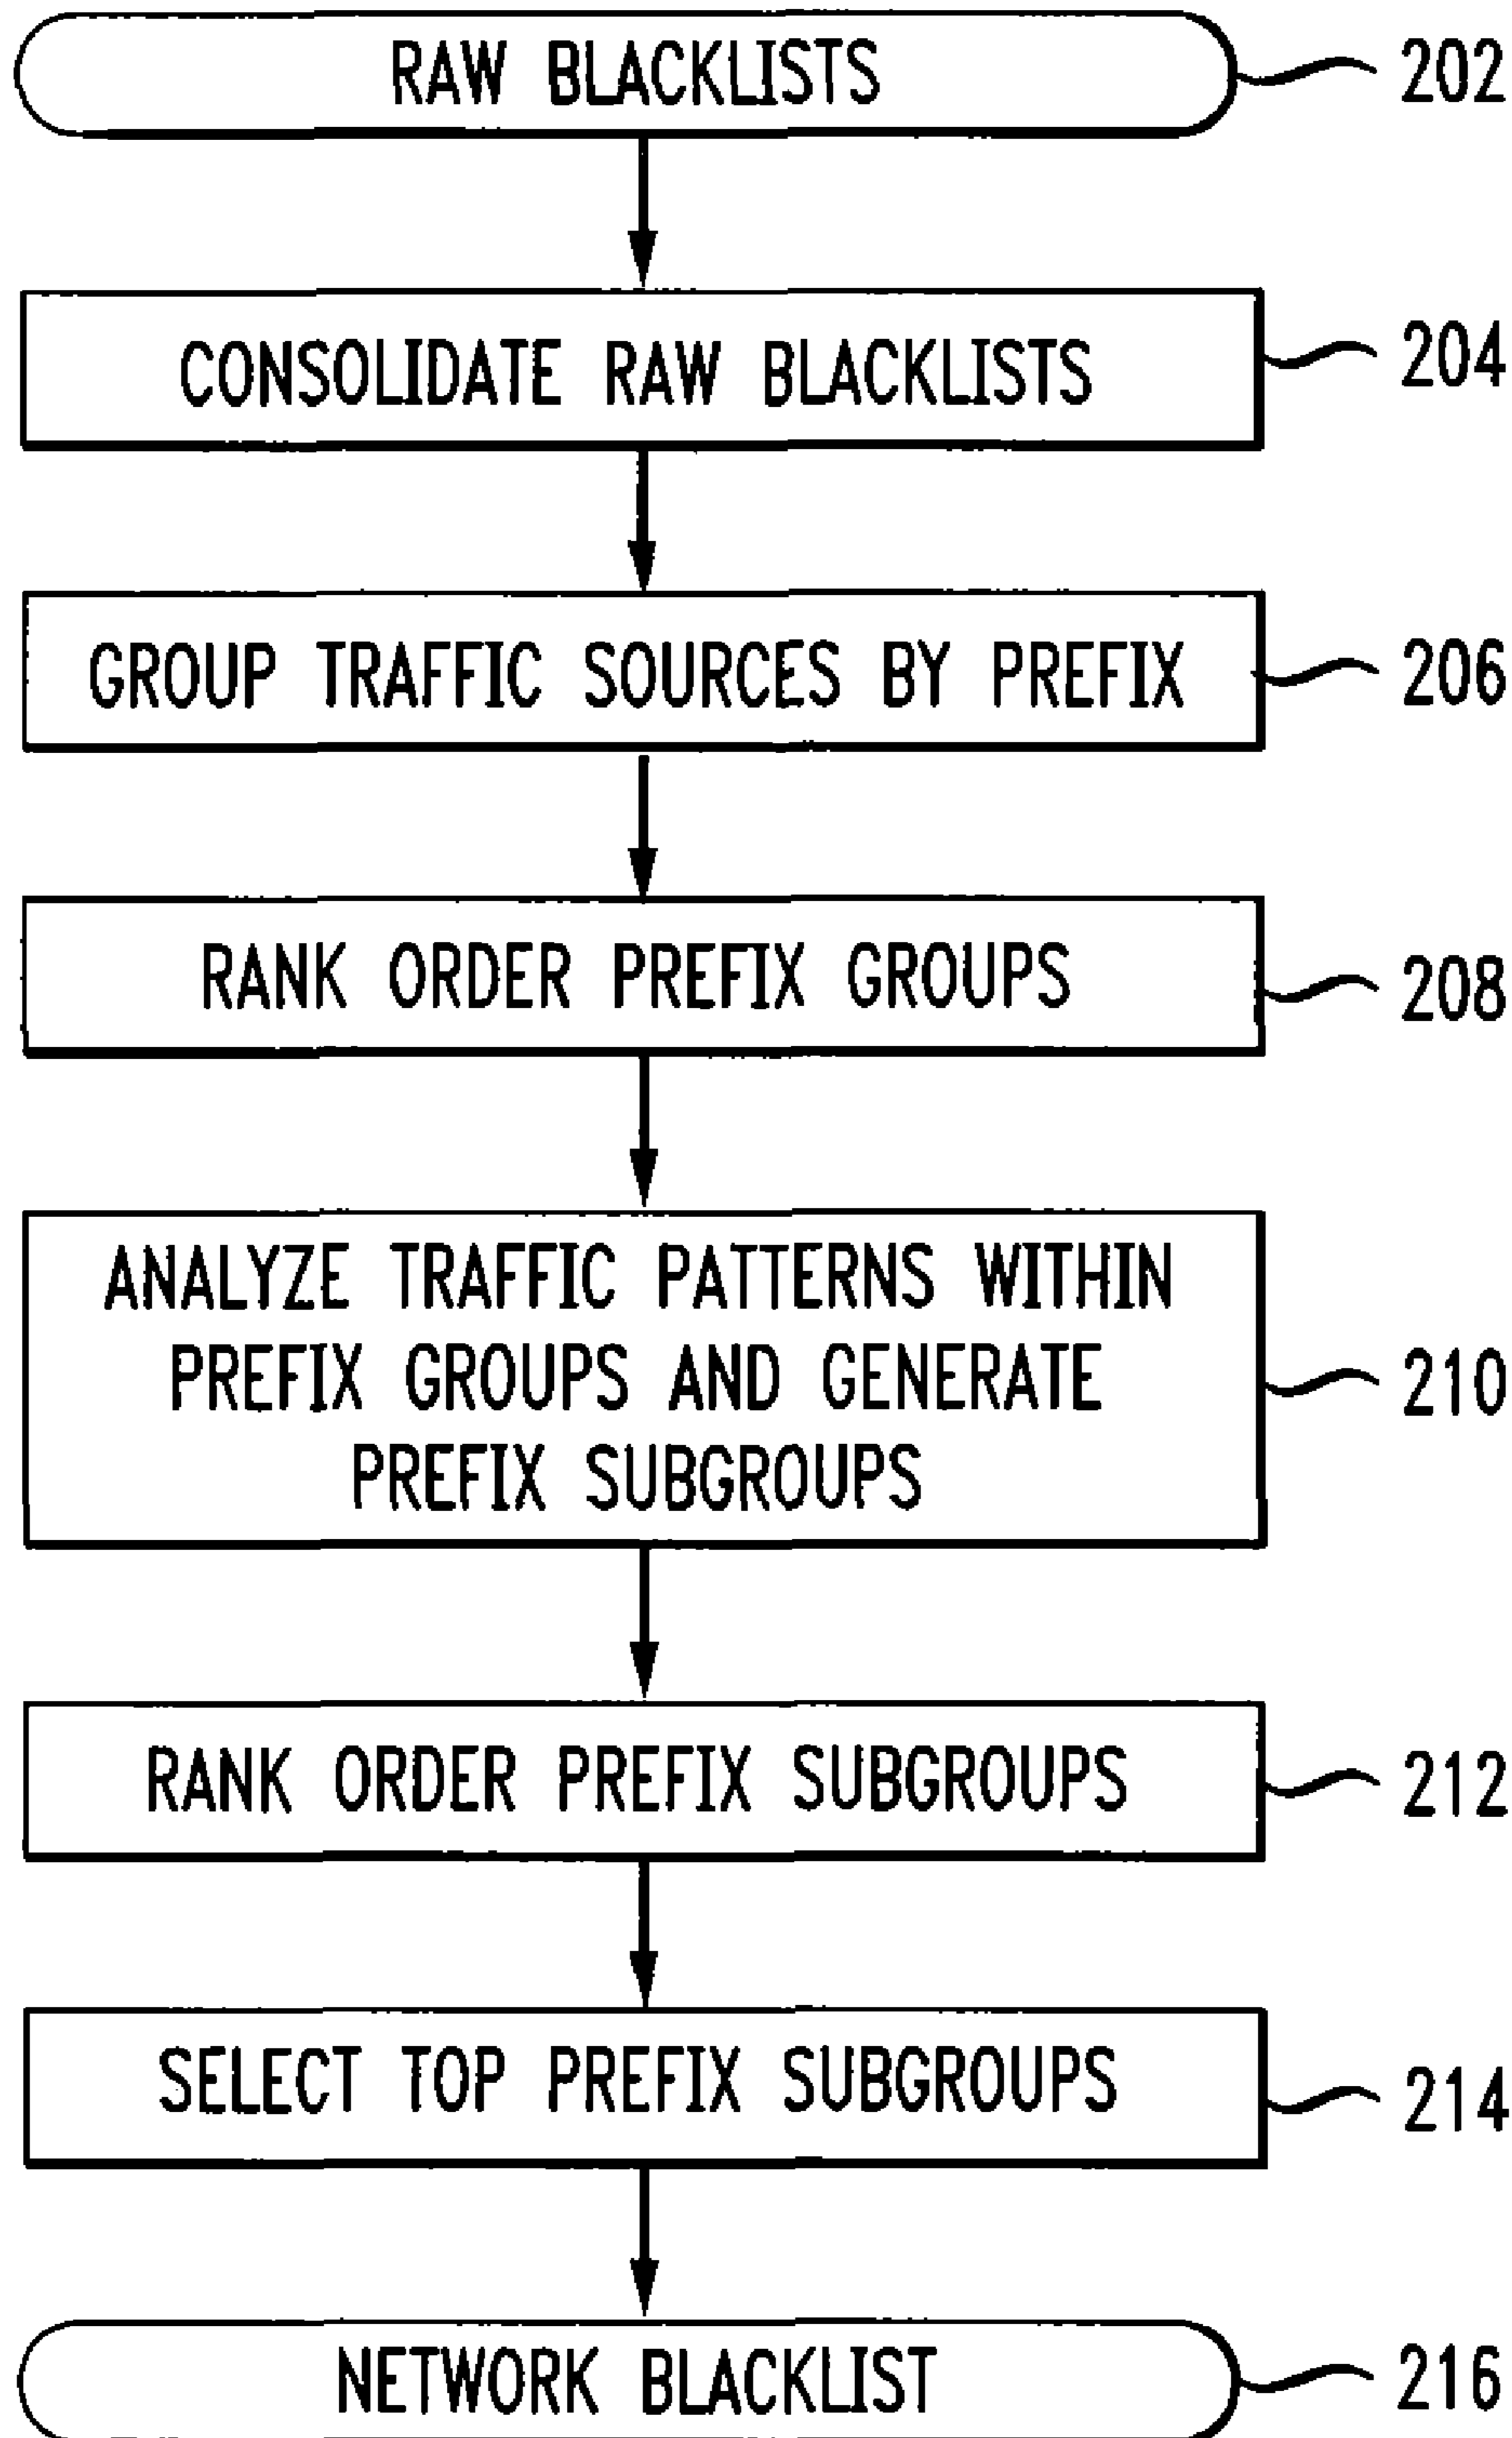 RAW BLACKLISTS
202
CONSOLIDATE RAW BLACKLISTS
204
GROUP TRAFFIC SOURCES BY PREFIX
206
RANK ORDER PREFIX GROUPS
208
ANALYZE TRAFFIC PATTERNS WITHIN
PREFIX GROUPS AND GENERATE
PREFIX SUBGROUPS
210
RANK ORDER PREFIX SUBGROUPS
212
SELECT TOP PREFIX SUBGROUPS
214
NETWORK BLACKLIST
216